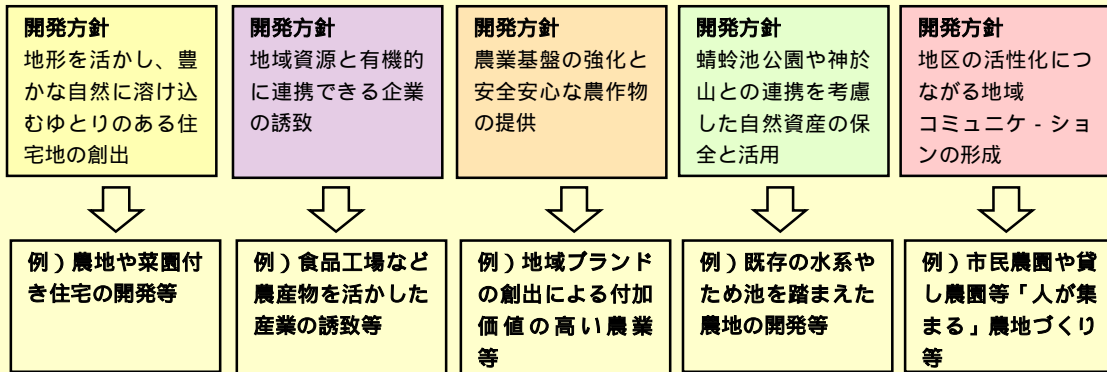 開発方針
地形を活かし、豊
かな自然に溶け込
むゆとりのある住
宅地の創出
開発方針
地域資源と有機的
に連携できる企業
の誘致
開発方針
農業基盤の強化と
安全安心な農作物
の提供
開発方針
蜻蛉池公園や神於
山との連携を考慮
した自然資産の保
全と活用
開発方針
地区の活性化につ
ながる地域
コミュニケ‐ショ
ンの形成
例）農地や菜園付
き住宅の開発等
例）食品工場など
農産物を活かした
産業の誘致等
例）地域ブランド
の創出による付加
価値の高い農業
等
例）既存の水系や
ため池を踏まえた
農地の開発等
例）市民農園や貸
し農園等「人が集
まる」農地づくり
等